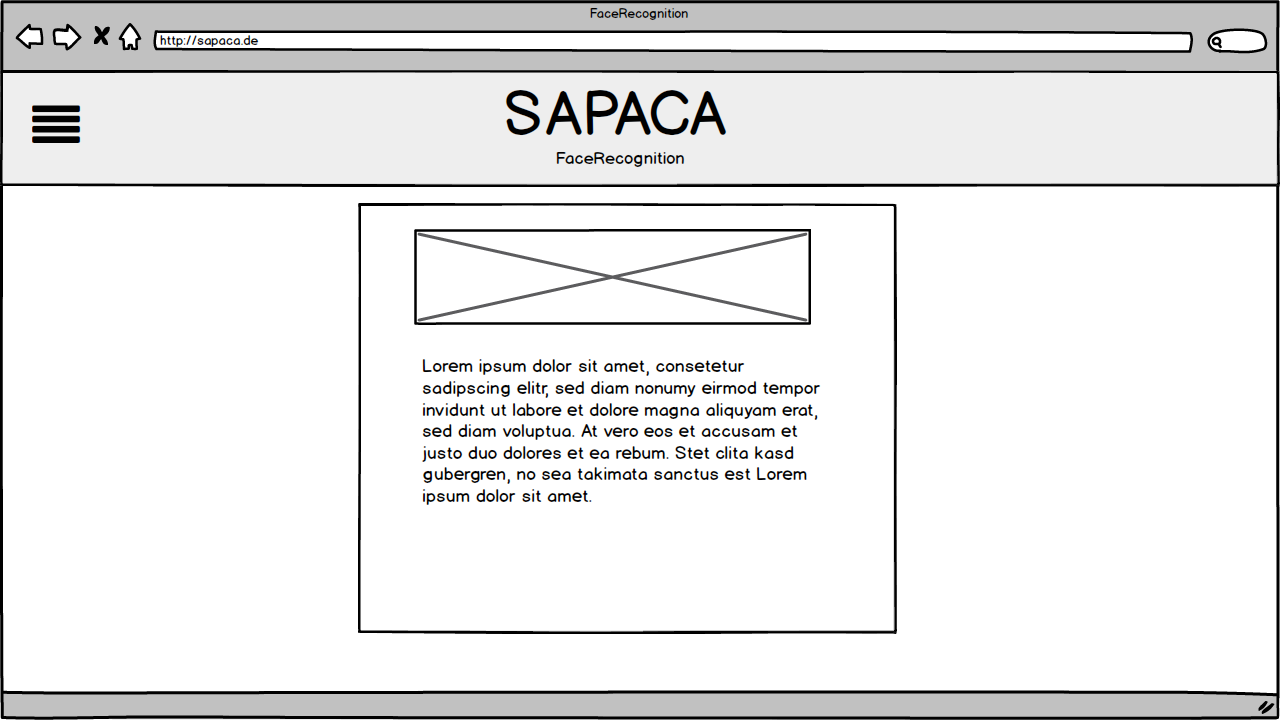 FaceRecognition
http://sapaca.de
SAPACA
FaceRecognition
Lorem ipsum dolor sit amet, consetetur
sadipscing elitr, sed diam nonumy eirmod tempor
invidunt ut labore et dolore magna aliquyam erat,
sed diam voluptua. At vero eos et accusam et
justo duo dolores et ea rebum. Stet clita kasd
gubergren, no sea takimata sanctus est Lorem
ipsum dolor sit amet.